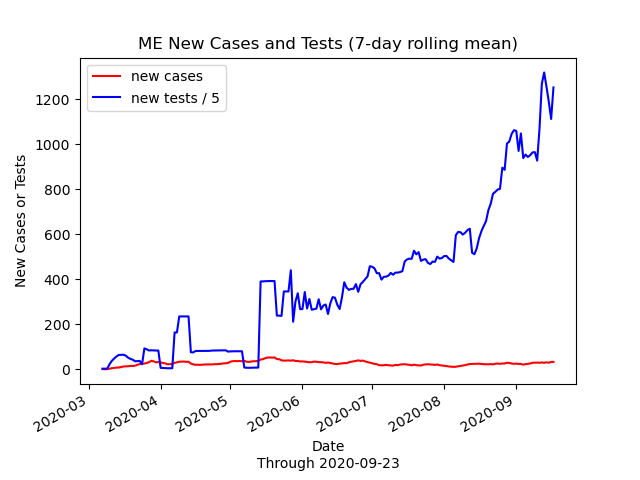 ME New Cases and Tests (7-day rolling mean)
new cases
new tests / 5
New Cases or Tests
1200
1000
800
600
400
200
0
2020-03
2020-04
2020-05
2020-06
2020-07
2020-08
2020-09
Date
Through 2020-09-23